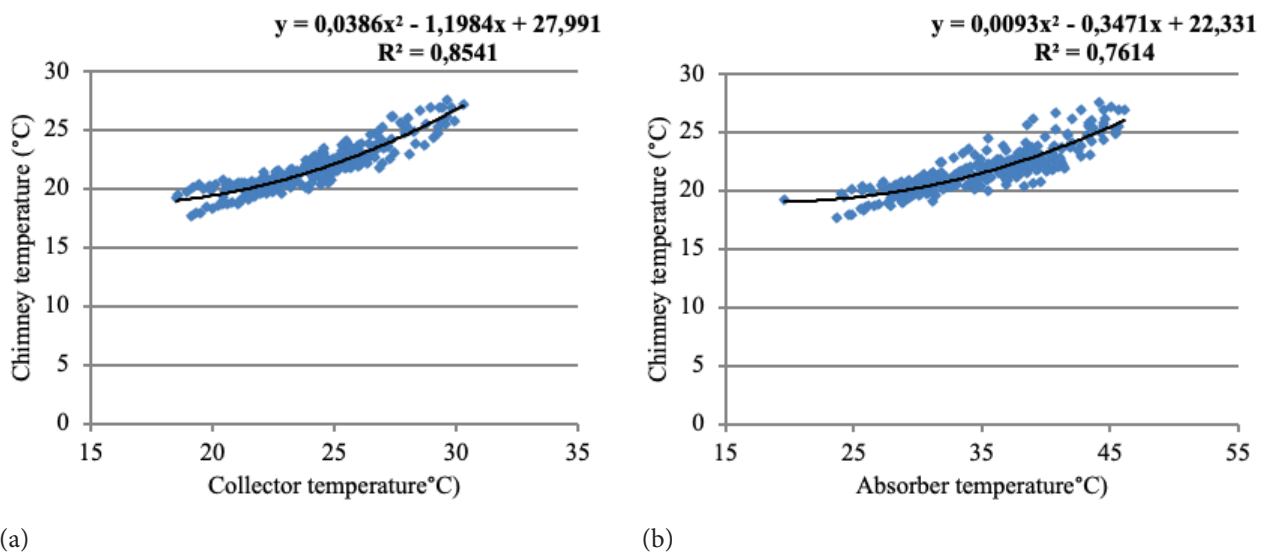 y = 0,0386x² - 1,1984x + 27,991
R² = 0,8541
30
25
20
15
10
5
0
Chimney temperature (°C)
15 20 25 30 35
Collector temperature°C)
(a)
y = 0,0093x² - 0,3471x + 22,331
R² = 0,7614
30
25
20
15
10
5
0
Chimney temperature (°C)
15 25 35 45 55
Absorber temperature°C)
(b)